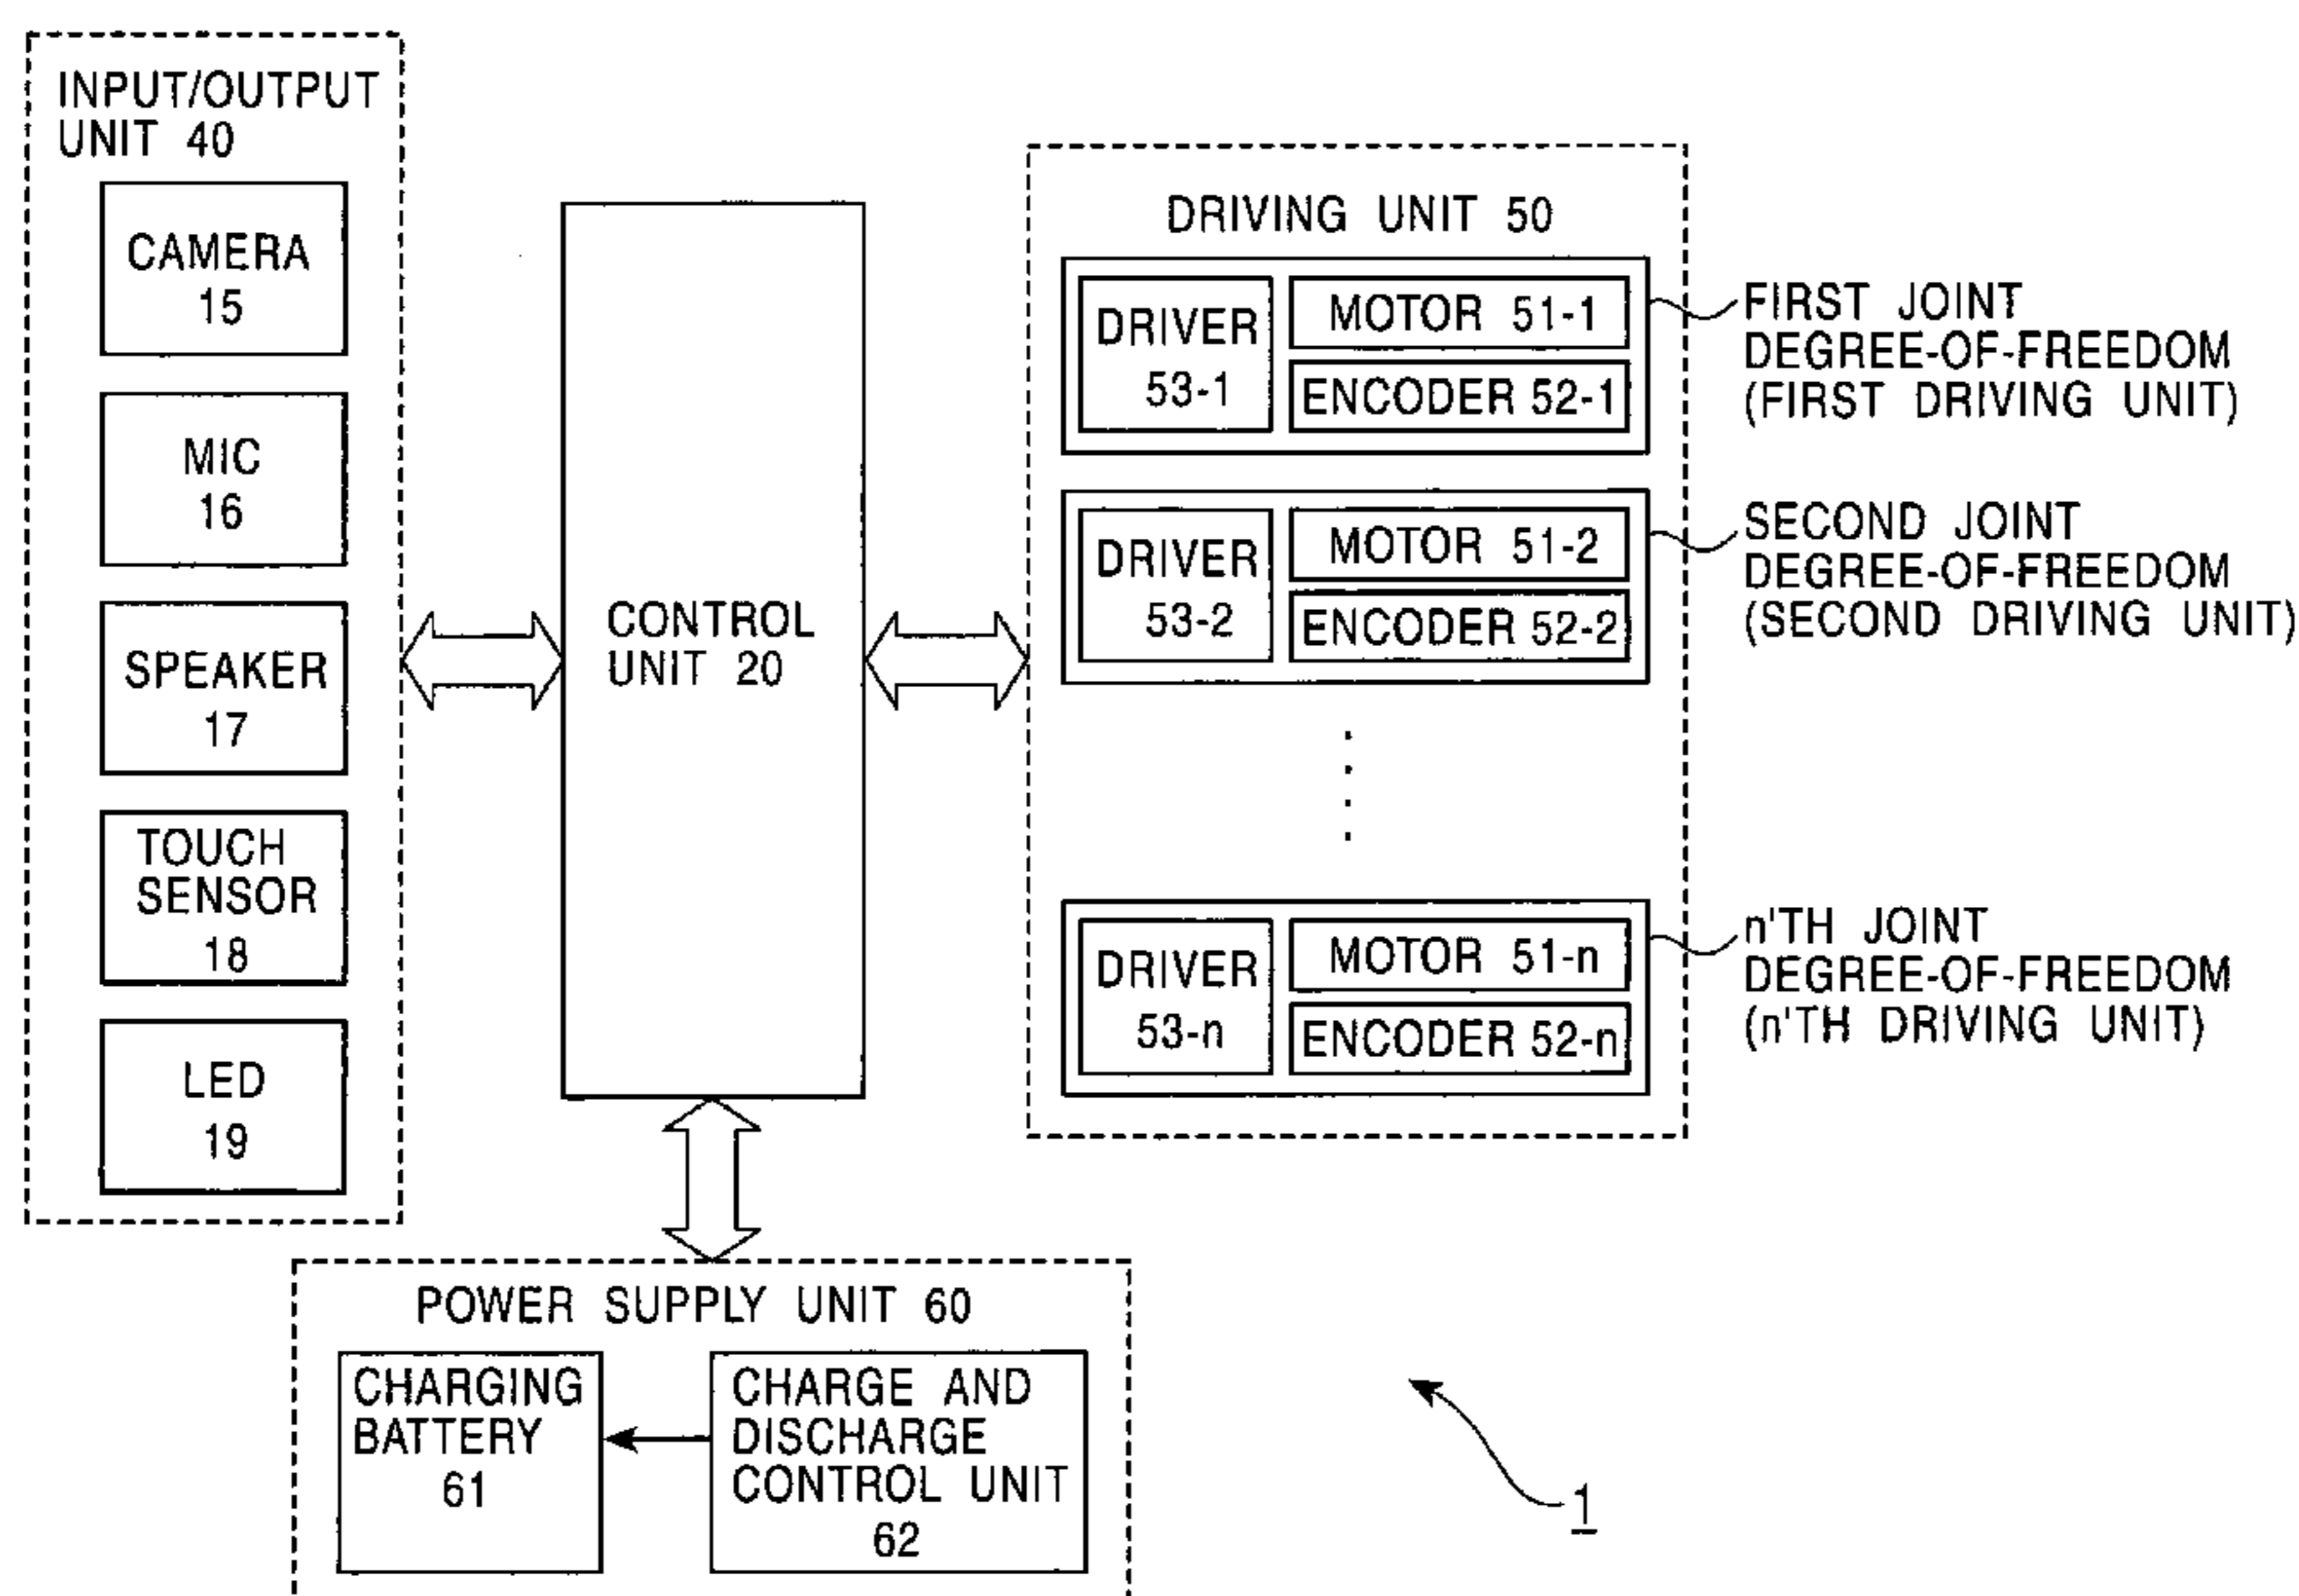 INPUT/OUTPUT
UNIT 40
CAMERA
15
MIC
16
SPEAKER
17
TOUCH
SENSOR
18
LED
19
CONTROL
UNIT 20
DRIVING UNIT 50
DRIVER
53-1
MOTOR 51-1
ENCODER 52-1
FIRST JOINT
DEGREE-OF-FREEDOM
(FIRST DRIVING UNIT)
DRIVER
53-2
MOTOR 51-2
ENCODER 52-2
SECOND JOINT
DEGREE-OF-FREEDOM
(SECOND DRIVING UNIT)
DRIVER
53-n
MOTOR 51-n
ENCODER 52-n
n'TH JOINT
DEGREE-OF-FREEDOM
(n'TH DRIVING UNIT)
POWER SUPPLY UNIT 60
CHARGING
BATTERY
61
CHARGE AND
DISCHARGE
CONTROL UNIT
62
1